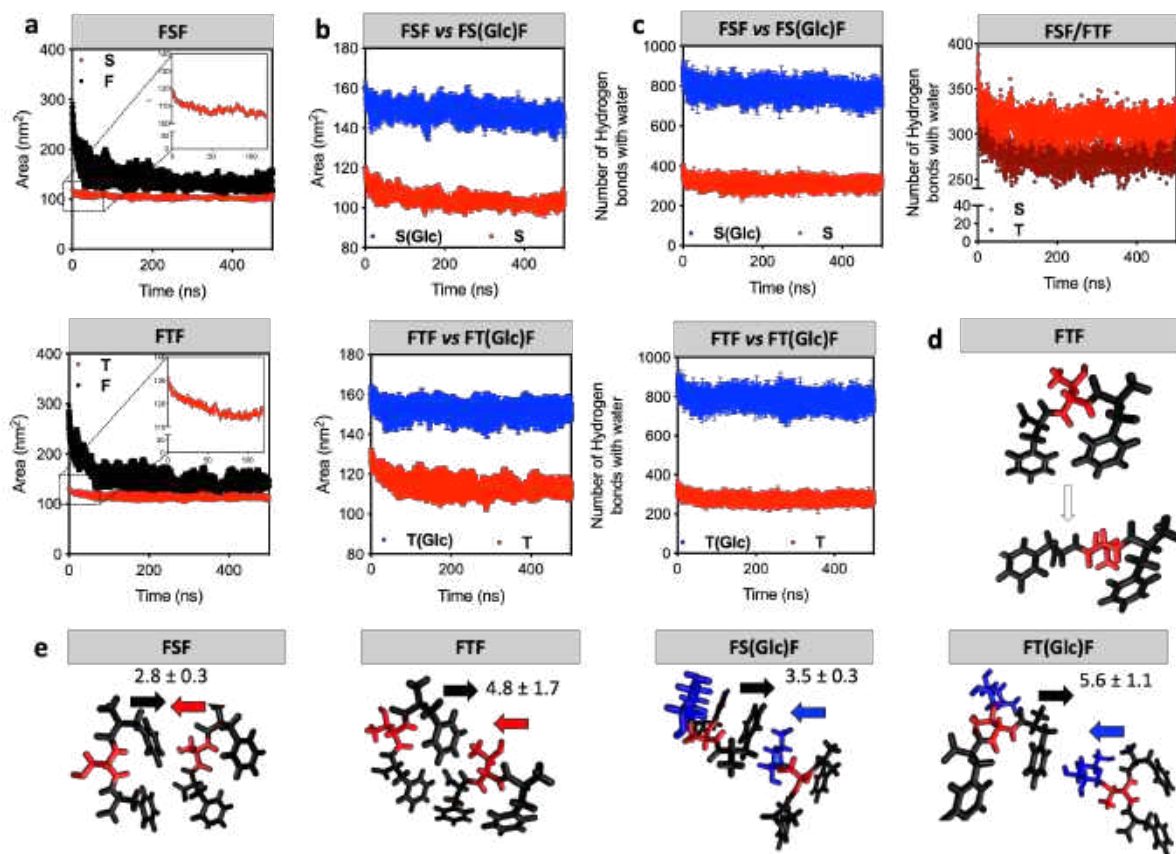 a
FSF
S
F
400
300
200
100
0
Area (nm²)
0 200 400
Time (ns)
b
FSF vs FS(Glc)F
180
160
140
120
100
80
Area (nm²)
S(Glc) S
0 200 400
Time (ns)
c
FSF vs FS(Glc)F
1000
800
600
400
200
0
Number of Hydrogen
bonds with water
S(Glc) S
0 200 400
Time (ns)
FSF/FTF
400
350
300
250
40
20
0
Number of Hydrogen
bonds with water
S
T
0 200 400
Time (ns)
FTF
T
F
400
300
200
100
0
Area (nm²)
0 200 400
Time (ns)
FTF vs FT(Glc)F
180
160
140
120
100
80
Area (nm²)
T(Glc) T
0 200 400
Time (ns)
FTF vs FT(Glc)F
1000
800
600
400
200
0
Number of Hydrogen
bonds with water
T(Glc) T
0 200 400
Time (ns)
d
FTF
e
FSF
2.8 ± 0.3
FTF
4.8 ± 1.7
FS(Glc)F
3.5 ± 0.3
FT(Glc)F
5.6 ± 1.1